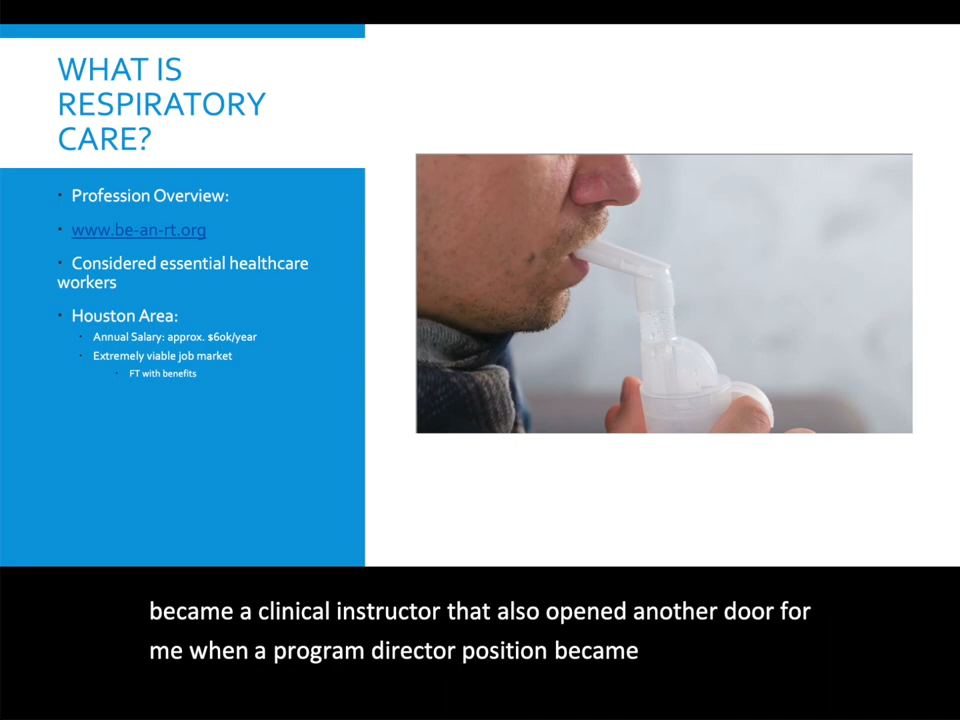 WHAT IS
RESPIRATORY
CARE?
· Profession Overview:
· www.be-an-rt.org
· Considered essential healthcare
workers
· Houston Area:
· Annual Salary: approx. $60k/year
· Extremely viable job market
· FT with benefits
became a clinical instructor that also opened another door for
me when a program director position became